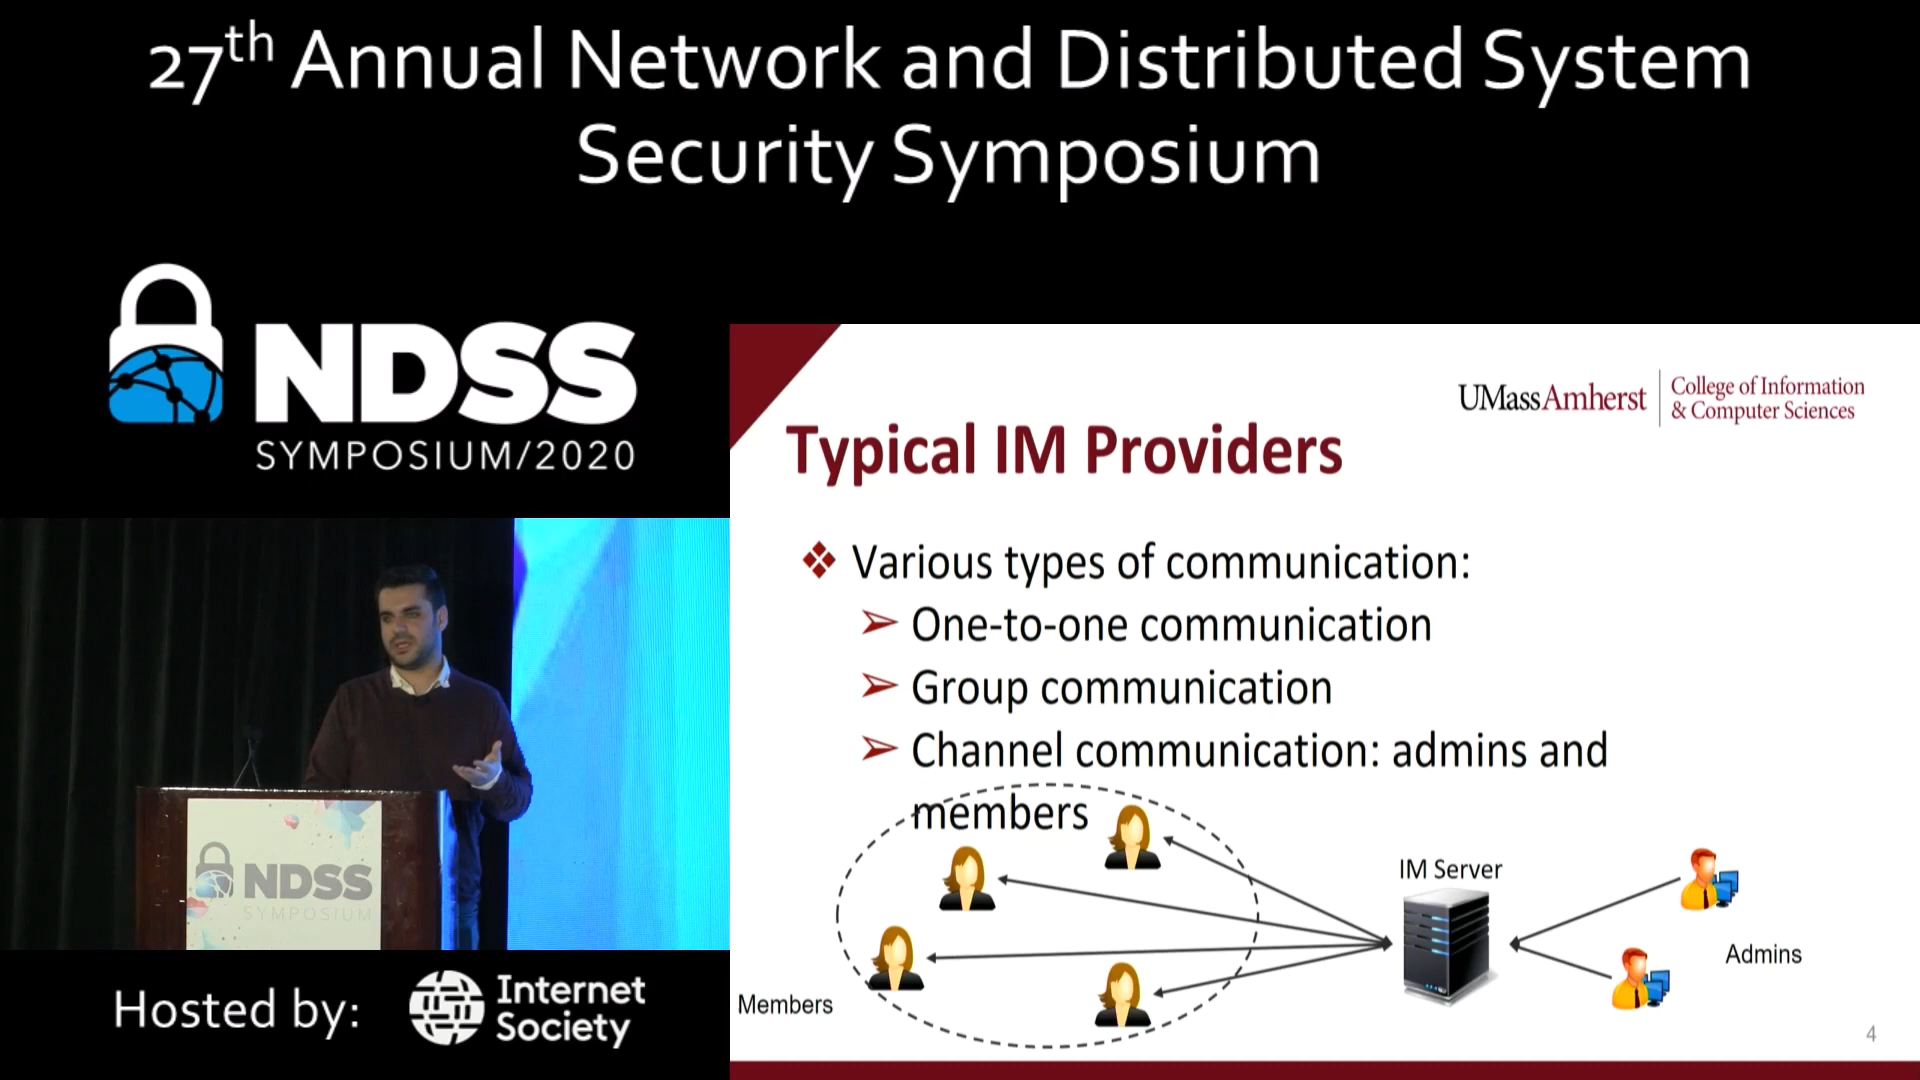 27th Annual Network and Distributed System
Security Symposium
NDSS
SYMPOSIUM/2020
UMassAmherst
College of Information
& Computer Sciences
Typical IM Providers
Various types of communication:
One-to-one communication
Group communication
Channel communication: admins and
members
IM Server
Admins
Members
4
NDSS
SYMPOSIUM
Hosted by:
Internet
Society